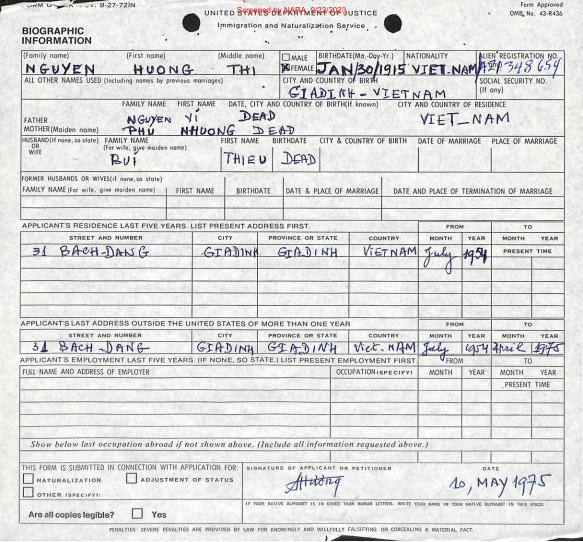 8-27-72)N
Screened by NARA, 9/22/2023
Form Approved
OMB, No. 43-R436
UNITED STATES DEPARTMENT OF JUSTICE
Immigration and Naturalization Service
BIOGRAPHIC
INFORMATION
(Family name) (First name) (Middle name) MALE BIRTHDATE(Mo.-Day-Yr.) NATIONALITY ALIEN REGISTRATION NO.
NGUYEN HUONG THI X FEMALE JAN/30/1915 VIET.NAM
ALL OTHER NAMES USED (Including names by previous marriages) CITY AND COUNTRY OF BIRTH SOCIAL SECURITY NO.
(If any)
GIADINH - VIETNAM
FAMILY NAME FIRST NAME DATE, CITY AND COUNTRY OF BIRTH(If known) CITY AND COUNTRY OF RESIDENCE
FATHER NGUYEN VI DEAD VIET_NAM
MOTHER(Maiden name) PHU NHUONG DEAD
HUSBAND(If none, so state) OR WIFE FAMILY NAME (For wife, give maiden name) FIRST NAME BIRTHDATE CITY & COUNTRY OF BIRTH DATE OF MARRIAGE PLACE OF MARRIAGE
BUI THIEU DEAD
FORMER HUSBANDS OR WIVES(if none, so state)
FAMILY NAME (For wife, give maiden name) FIRST NAME BIRTHDATE DATE & PLACE OF MARRIAGE DATE AND PLACE OF TERMINATION OF MARRIAGE
APPLICANT'S RESIDENCE LAST FIVE YEARS. LIST PRESENT ADDRESS FIRST. FROM TO
STREET AND NUMBER CITY PROVINCE OR STATE COUNTRY MONTH YEAR MONTH YEAR
31 BACH-DANG GIADINH GIADINH VIETNAM July 1954 PRESENT TIME
APPLICANT'S LAST ADDRESS OUTSIDE THE UNITED STATES OF MORE THAN ONE YEAR FROM TO
STREET AND NUMBER CITY PROVINCE OR STATE COUNTRY MONTH YEAR MONTH YEAR
31 BACH-DANG GIADINH GIADINH Viet. NAM July 1954 April 1975
APPLICANT'S EMPLOYMENT LAST FIVE YEARS. (IF NONE, SO STATE.) LIST PRESENT EMPLOYMENT FIRST. FROM TO
FULL NAME AND ADDRESS OF EMPLOYER OCCUPATION(SPECIFY) MONTH YEAR MONTH YEAR
PRESENT TIME
Show below last occupation abroad if not shown above. (Include all information requested above.)
THIS FORM IS SUBMITTED IN CONNECTION WITH APPLICATION FOR: SIGNATURE OF APPLICANT OR PETITIONER DATE
NATURALIZATION ADJUSTMENT OF STATUS
OTHER (SPECIFY):
Hương 10, MAY 1975
IF YOUR NATIVE ALPHABET IS IN OTHER THAN ROMAN LETTERS, WRITE YOUR NAME IN YOUR NATIVE ALPHABET IN THIS SPACE:
Are all copies legible? Yes
PENALTIES: SEVERE PENALTIES ARE PROVIDED BY LAW FOR KNOWINGLY AND WILLFULLY FALSIFYING OR CONCEALING A MATERIAL FACT.